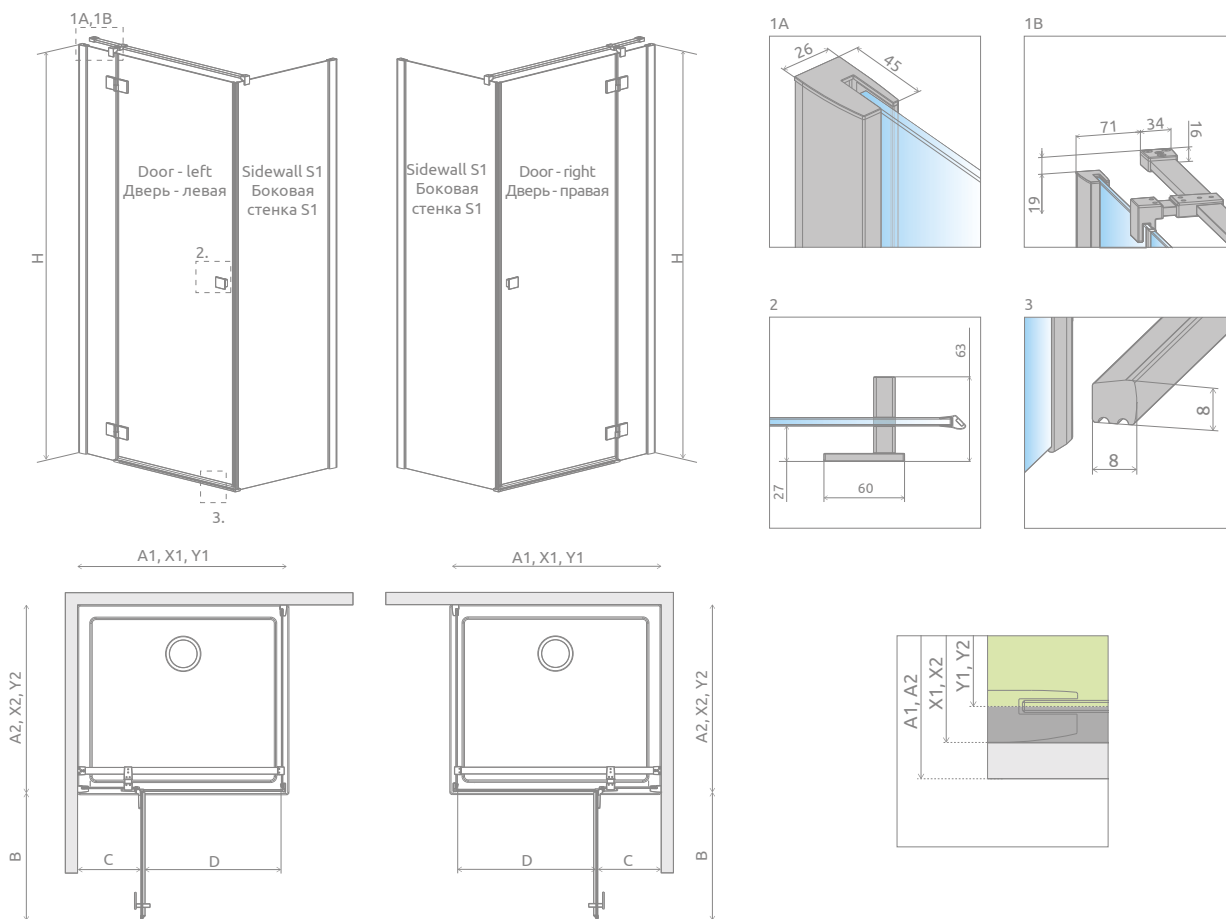 1A,1B
H
Door - left
Дверь - левая
Sidewall S1
Боковая
стенка S1
2.
3.
Sidewall S1
Боковая
стенка S1
Door - right
Дверь - правая
H
1A
26
45
1B
71
34
16
19
2
63
27
60
3
8
8
A1, X1, Y1
A2, X2, Y2
B
C
D
A1, X1, Y1
A2, X2, Y2
B
D
C
A1, A2
X1, X2
Y1, Y2